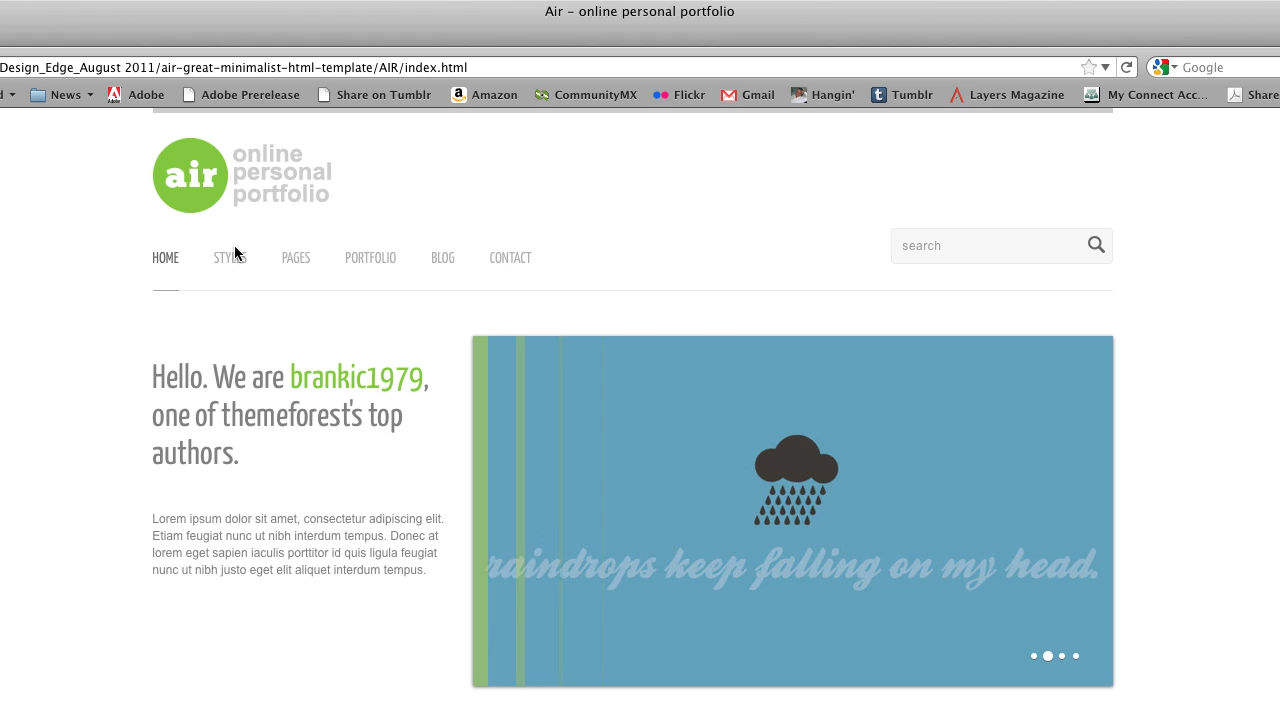 Air – online personal portfolio
Design_Edge_August 2011/air-great-minimalist-html-template/AIR/index.html
Google
d News Adobe Adobe Prerelease Share on Tumblr Amazon CommunityMX Flickr Gmail Hangin' Tumblr Layers Magazine My Connect Acc... Share
air
online
personal
portfolio
search
HOME STYLES PAGES PORTFOLIO BLOG CONTACT
Hello. We are brankic1979,
one of themeforest's top
authors.
Lorem ipsum dolor sit amet, consectetur adipiscing elit.
Etiam feugiat nunc ut nibh interdum tempus. Donec at
lorem eget sapien iaculis porttitor id quis ligula feugiat
nunc ut nibh justo eget elit aliquet interdum tempus.
raindrops keep falling on my head.